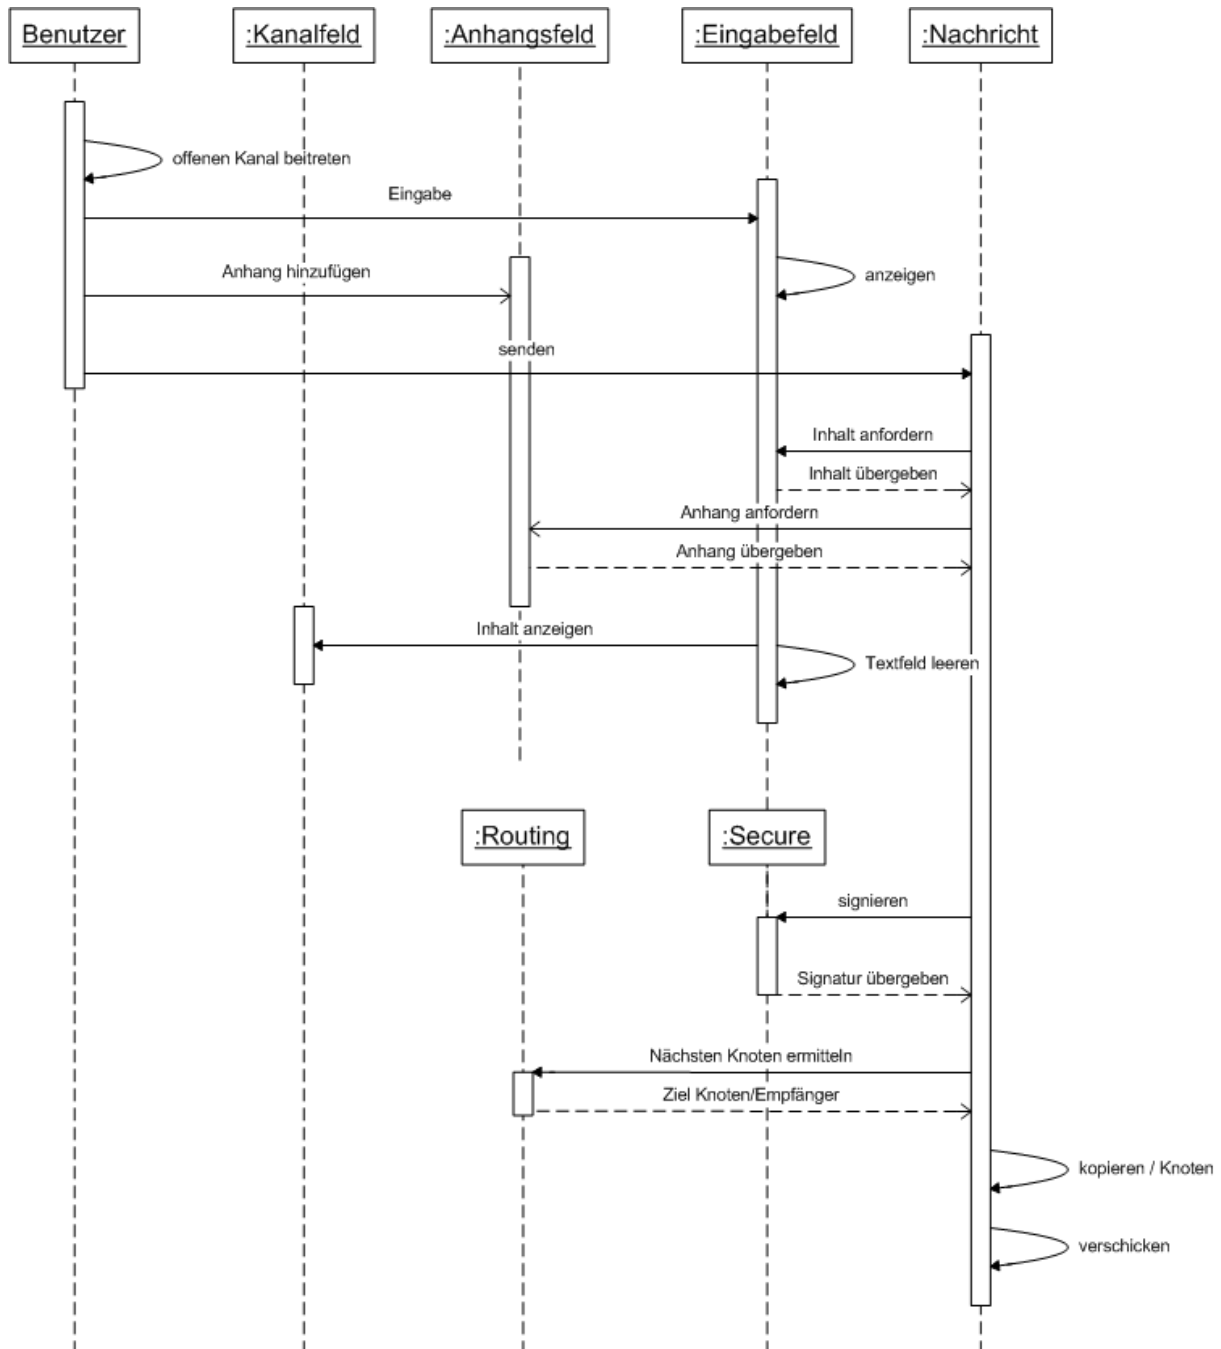 Benutzer
:Kanalfeld
:Anhangsfeld
:Eingabefeld
:Nachricht
offenen Kanal beitreten
Eingabe
Anhang hinzufügen
anzeigen
senden
Inhalt anfordern
Inhalt übergeben
Anhang anfordern
Anhang übergeben
Inhalt anzeigen
Textfeld leeren
:Routing
:Secure
signieren
Signatur übergeben
Nächsten Knoten ermitteln
Ziel Knoten/Empfänger
kopieren / Knoten
verschicken